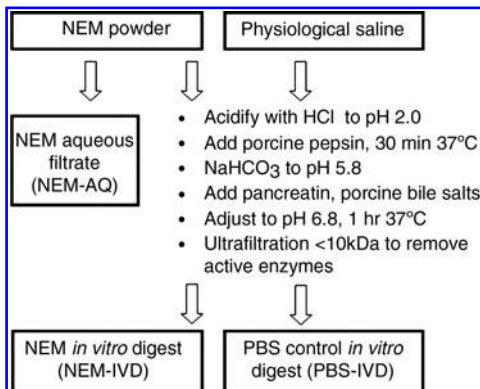 NEM powder
Physiological saline
NEM aqueous
filtrate
(NEM-AQ)
• Acidify with HCl to pH 2.0
• Add porcine pepsin, 30 min 37ºC
• NaHCO3 to pH 5.8
• Add pancreatin, porcine bile salts
• Adjust to pH 6.8, 1 hr 37ºC
• Ultrafiltration <10kDa to remove
active enzymes
NEM in vitro digest
(NEM-IVD)
PBS control in vitro
digest (PBS-IVD)